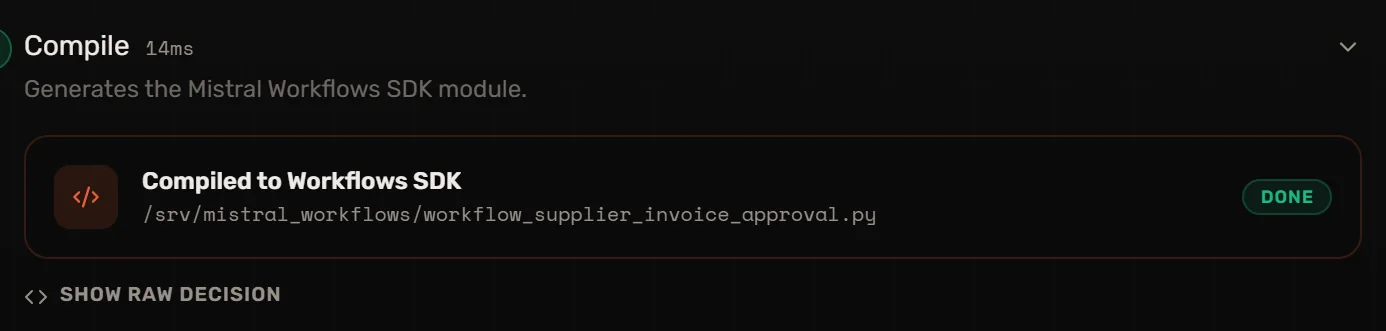 Compile 14ms
Generates the Mistral Workflows SDK module.
</> Compiled to Workflows SDK
/srv/mistral_workflows/workflow_supplier_invoice_approval.py
DONE
<> SHOW RAW DECISION